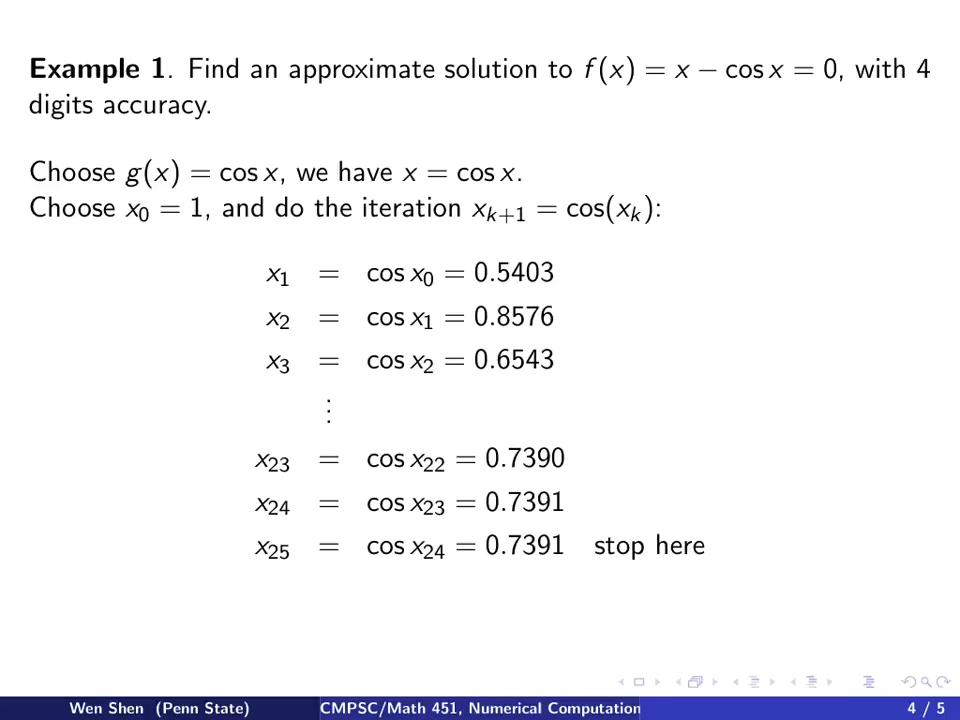 Example 1. Find an approximate solution to f(x) = x − cos x = 0, with 4
digits accuracy.
Choose g(x) = cos x, we have x = cos x.
Choose x₀ = 1, and do the iteration xₖ₊₁ = cos(xₖ):
x₁ = cos x₀ = 0.5403
x₂ = cos x₁ = 0.8576
x₃ = cos x₂ = 0.6543
⋮
x₂₃ = cos x₂₂ = 0.7390
x₂₄ = cos x₂₃ = 0.7391
x₂₅ = cos x₂₄ = 0.7391 stop here
Wen Shen (Penn State) CMPSC/Math 451, Numerical Computation 4 / 5